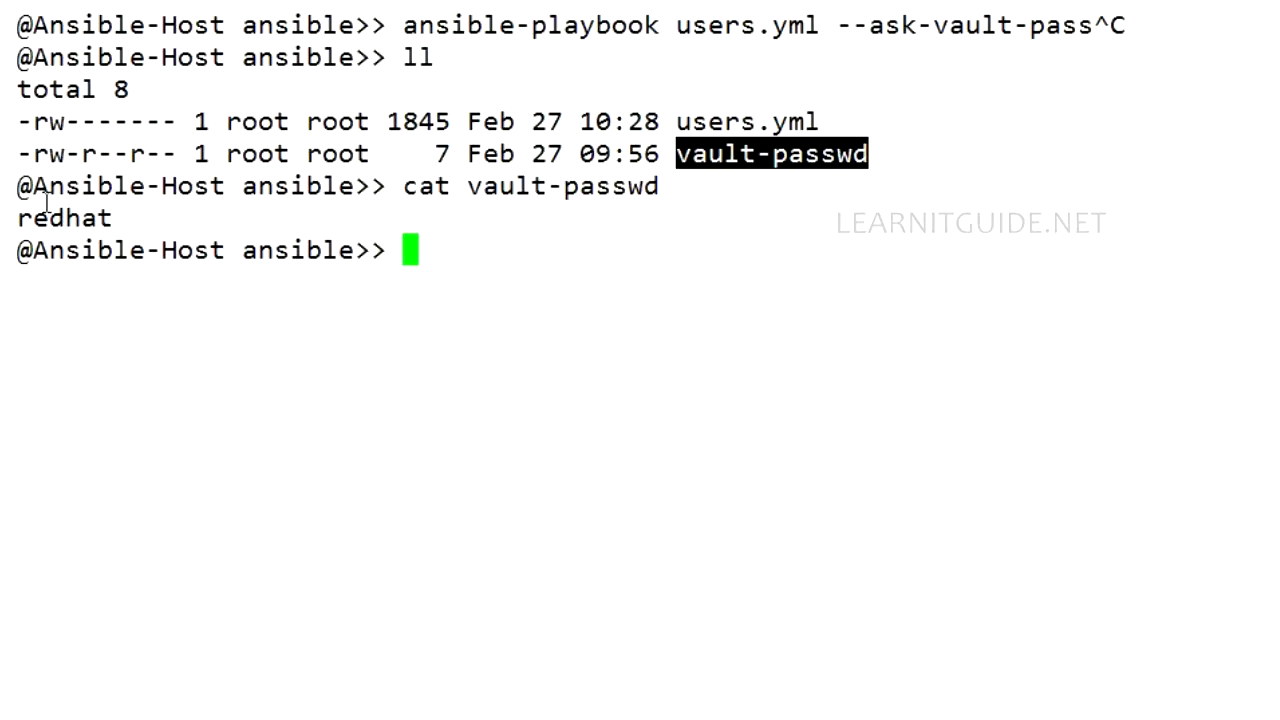 @Ansible-Host ansible>> ansible-playbook users.yml --ask-vault-pass^C
@Ansible-Host ansible>> ll
total 8
-rw------- 1 root root 1845 Feb 27 10:28 users.yml
-rw-r--r-- 1 root root    7 Feb 27 09:56 vault-passwd
@Ansible-Host ansible>> cat vault-passwd
redhat
LEARNITGUIDE.NET
@Ansible-Host ansible>>